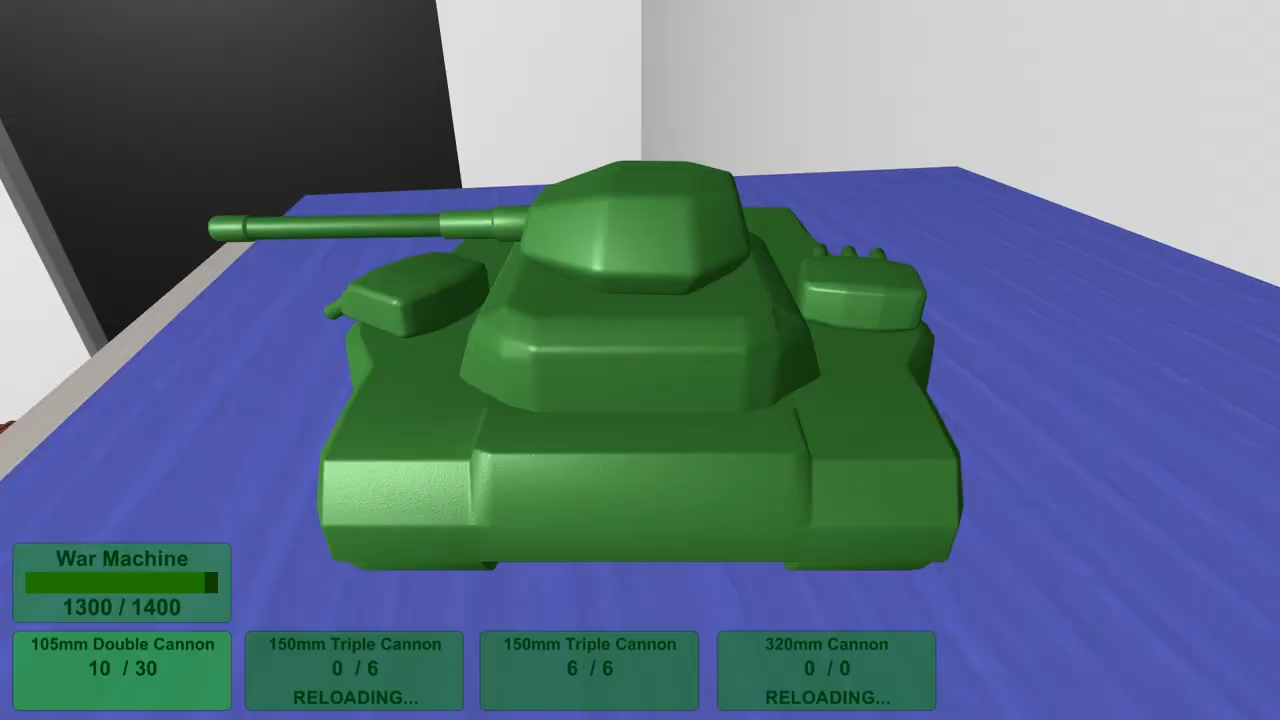 War Machine
1300 / 1400
105mm Double Cannon
10 / 30
150mm Triple Cannon
0 / 6
RELOADING...
150mm Triple Cannon
6 / 6
320mm Cannon
0 / 0
RELOADING...